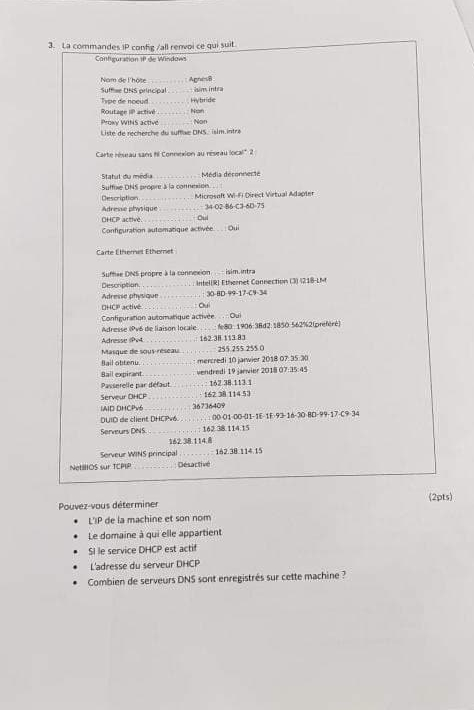 3. La commandes IP config /all renvoi ce qui suit.
Configuration IP de Windows
Nom de l'hôte . . . . . . . . . : Agnes8
Suffixe DNS principal . . . . . . : isim.intra
Type de noeud. . . . . . . . . . : Hybride
Routage IP activé . . . . . . . . : Non
Proxy WINS activé . . . . . . . . : Non
Liste de recherche du suffixe DNS.: isim.intra
Carte réseau sans fil Connexion au réseau local* 2 :
Statut du média. . . . . . . . . . . . : Média déconnecté
Suffixe DNS propre à la connexion. . . :
Description. . . . . . . . . . . . . . : Microsoft Wi-Fi Direct Virtual Adapter
Adresse physique . . . . . . . . . . . : 34-02-86-C3-6D-75
DHCP activé. . . . . . . . . . . . . . : Oui
Configuration automatique activée. . . : Oui
Carte Ethernet Ethernet :
Suffixe DNS propre à la connexion. . . : isim.intra
Description. . . . . . . . . . . . . . : Intel(R) Ethernet Connection (3) I218-LM
Adresse physique . . . . . . . . . . . : 30-8D-99-17-C9-34
DHCP activé. . . . . . . . . . . . . . : Oui
Configuration automatique activée. . . : Oui
Adresse IPv6 de liaison locale. . . . . : fe80::1906:38d2:1850:562%2(préféré)
Adresse IPv4. . . . . . . . . . . . . . : 162.38.113.83
Masque de sous-réseau. . . . . . . . . : 255.255.255.0
Bail obtenu. . . . . . . . . . . . . . : mercredi 10 janvier 2018 07:35:30
Bail expirant. . . . . . . . . . . . . : vendredi 19 janvier 2018 07:35:45
Passerelle par défaut. . . . . . . . . : 162.38.113.1
Serveur DHCP . . . . . . . . . . . . . : 162.38.114.53
IAID DHCPv6 . . . . . . . . . . . : 36736409
DUID de client DHCPv6. . . . . . . . : 00-01-00-01-1E-1E-93-16-30-8D-99-17-C9-34
Serveurs DNS. . . . . . . . . . . . . : 162.38.114.15
162.38.114.8
Serveur WINS principal . . . . . . . . : 162.38.114.15
NetBIOS sur TCPIP. . . . . . . . . . . : Désactivé
Pouvez-vous déterminer (2pts)
• L'IP de la machine et son nom
• Le domaine à qui elle appartient
• SI le service DHCP est actif
• L'adresse du serveur DHCP
• Combien de serveurs DNS sont enregistrés sur cette machine ?